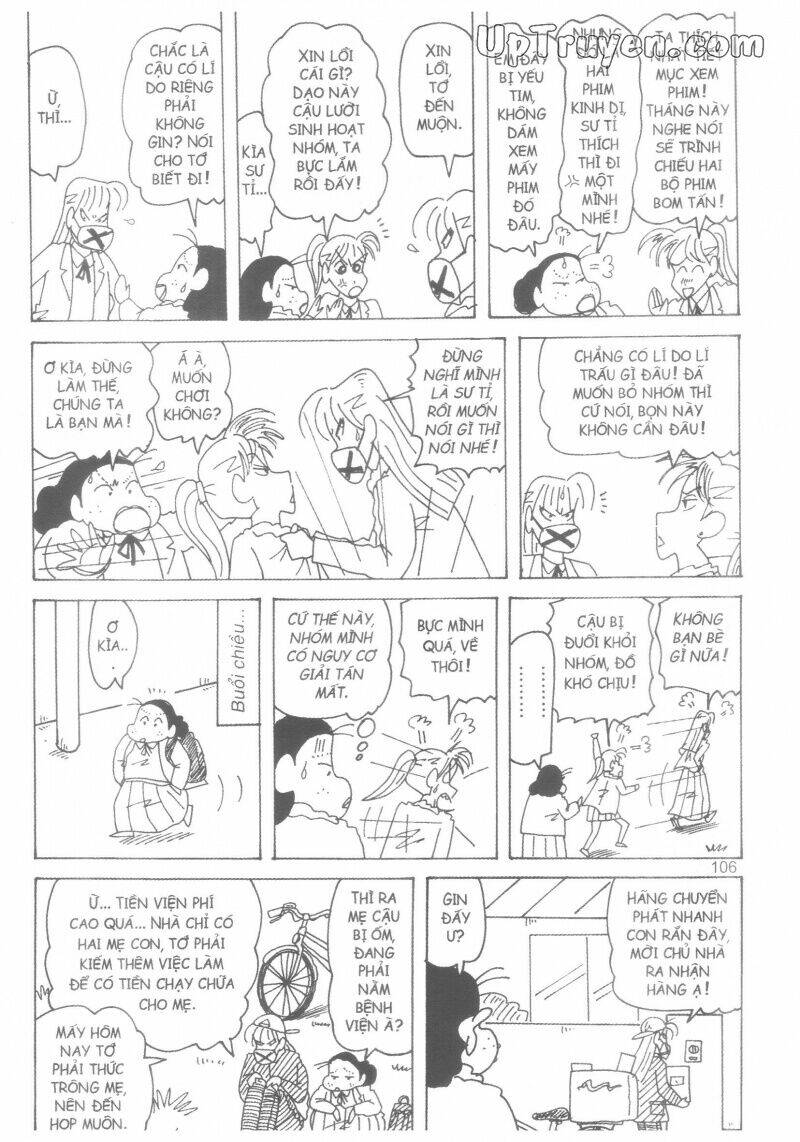 UpTruyen.com
TA THÍCH
NHẤT TIẾT
MỤC XEM
PHIM!
THÁNG NÀY
NGHE NÓI
SẼ TRÌNH
CHIẾU HAI
BỘ PHIM
BOM TẤN!
NHƯNG
HAI
PHIM
KINH DỊ,
SƯ TỈ
THÍCH
THÌ ĐI
MỘT
MÌNH
NHÉ!
EM ĐÂY
BỊ YẾU
TIM,
KHÔNG
DÁM
XEM
MẤY
PHIM
ĐÓ
ĐÂU.
XIN
LỖI,
TỚ
ĐẾN
MUỘN.
XIN LỖI
CÁI GÌ?
DẠO NÀY
CẬU LƯỜI
SINH HOẠT
NHÓM, TA
BỰC LẮM
RỒI ĐẤY!
KÌA
SƯ
TỈ...
CHẮC LÀ
CẬU CÓ LÍ
DO RIÊNG
PHẢI
KHÔNG
GIN? NÓI
CHO TỚ
BIẾT ĐI!
Ừ,
THÌ...
CHẲNG CÓ LÍ DO LÍ
TRẤU GÌ ĐÂU! ĐÃ
MUỐN BỎ NHÓM THÌ
CỨ NÓI, BỌN NÀY
KHÔNG CẦN ĐÂU!
ĐỪNG
NGHĨ MÌNH
LÀ SƯ TỈ,
RỒI MUỐN
NÓI GÌ THÌ
NÓI NHÉ!
Á À,
MUỐN
CHƠI
KHÔNG?
Ơ KÌA, ĐỪNG
LÀM THẾ,
CHÚNG TA
LÀ BẠN MÀ!
KHÔNG
BẠN BÈ
GÌ NỮA!
CẬU BỊ
ĐUỔI KHỎI
NHÓM, ĐỒ
KHÓ CHỊU!
............
BỰC MÌNH
QUÁ, VỀ
THÔI!
CỨ THẾ NÀY,
NHÓM MÌNH
CÓ NGUY CƠ
GIẢI TÁN
MẤT.
Buổi chiều...
Ơ
KÌA..
106
HÃNG CHUYỂN
PHÁT NHANH
CON RẮN ĐÂY,
MỜI CHỦ NHÀ
RA NHẬN
HÀNG Ạ!
GIN
ĐẤY
Ư?
THÌ RA
MẸ CẬU
BỊ ỐM,
ĐANG
PHẢI
NẰM
BỆNH
VIỆN À?
Ừ... TIỀN VIỆN PHÍ
CAO QUÁ... NHÀ CHỈ CÓ
HAI MẸ CON, TỚ PHẢI
KIẾM THÊM VIỆC LÀM
ĐỂ CÓ TIỀN CHẠY CHỮA
CHO MẸ.
MẤY HÔM
NAY TỚ
PHẢI THỨC
TRÔNG MẸ,
NÊN ĐẾN
HỌP MUỘN.